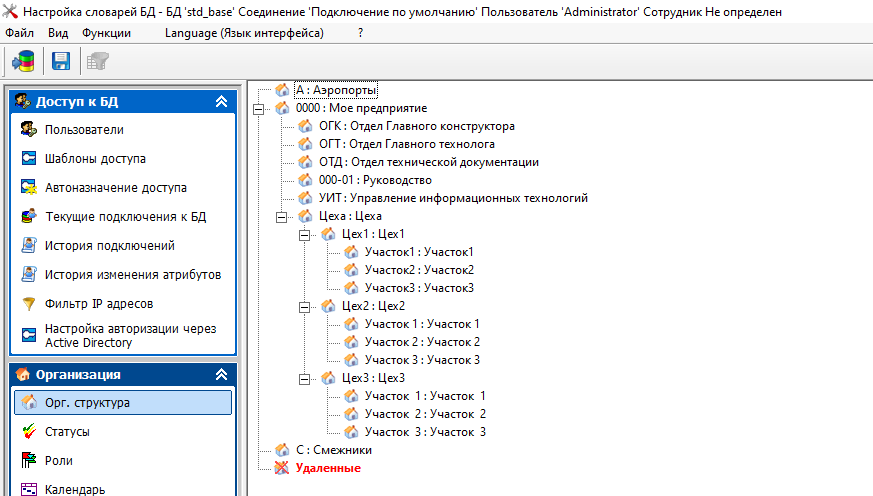 Настройка словарей БД - БД 'std_base' Соединение 'Подключение по умолчанию' Пользователь 'Administrator' Сотрудник Не определен
Файл Вид Функции Language (Язык интерфейса) ?
Доступ к БД
Пользователи
Шаблоны доступа
Автоназначение доступа
Текущие подключения к БД
История подключений
История изменения атрибутов
Фильтр IP адресов
Настройка авторизации через
Active Directory
Организация
Орг. структура
Статусы
Роли
Календарь
А : Аэропорты
0000 : Мое предприятие
ОГК : Отдел Главного конструктора
ОГТ : Отдел Главного технолога
ОТД : Отдел технической документации
000-01 : Руководство
УИТ : Управление информационных технологий
Цеха : Цеха
Цех1 : Цех1
Участок1 : Участок1
Участок2 : Участок2
Участок3 : Участок3
Цех2 : Цех2
Участок 1 : Участок 1
Участок 2 : Участок 2
Участок 3 : Участок 3
Цех3 : Цех3
Участок  1 : Участок  1
Участок  2 : Участок  2
Участок  3 : Участок  3
С : Смежники
Удаленные